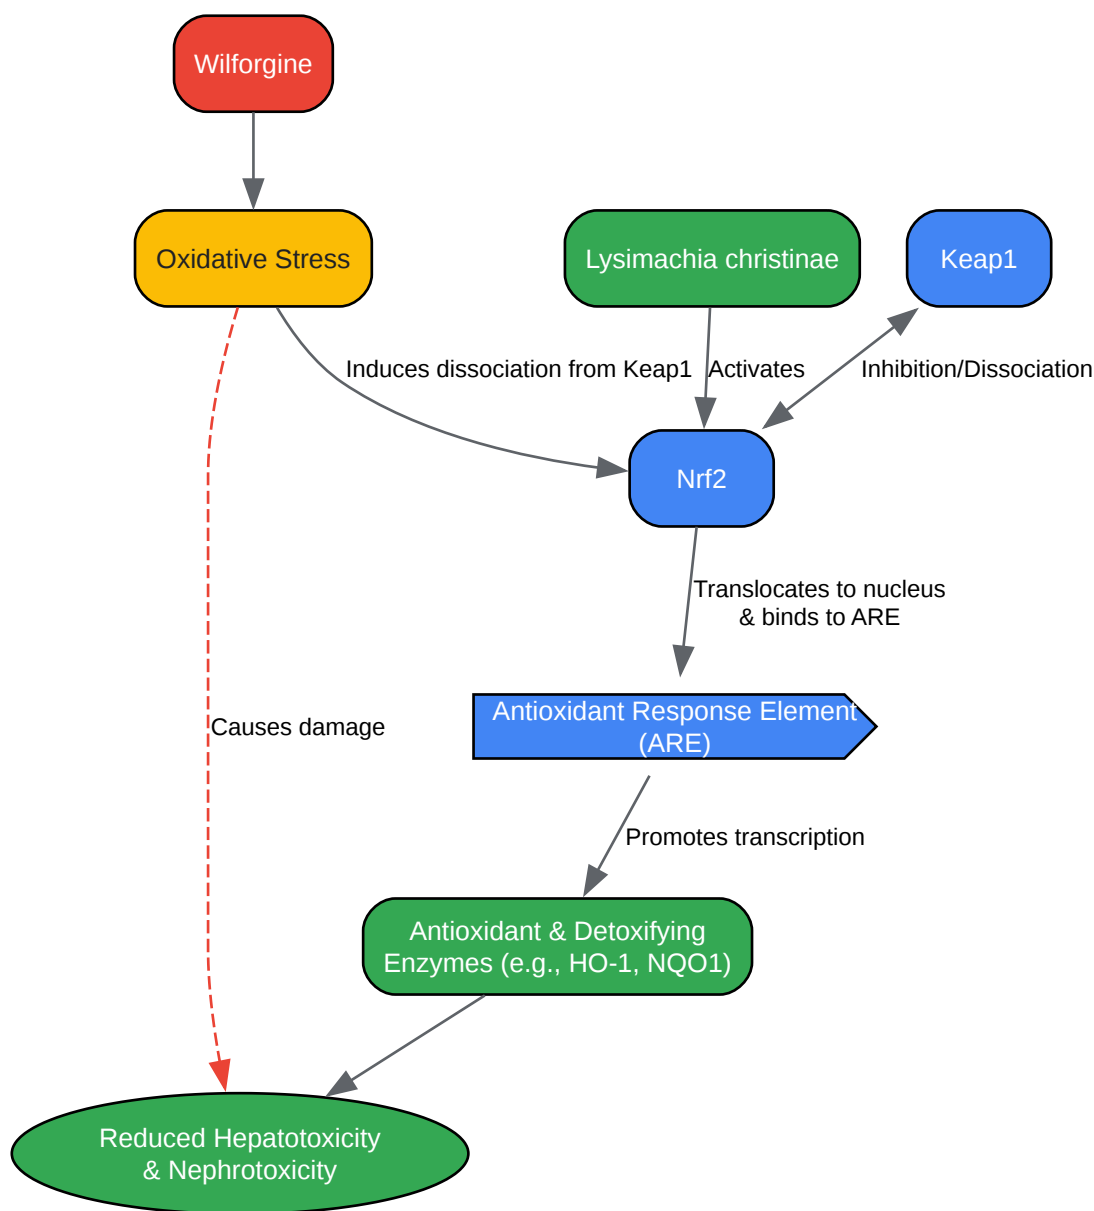 Wilforgine
Oxidative Stress
Lysimachia christinae
Keap1
Induces dissociation from Keap1
Activates
Inhibition/Dissociation
Nrf2
Translocates to nucleus
& binds to ARE
Antioxidant Response Element
(ARE)
Causes damage
Promotes transcription
Antioxidant & Detoxifying
Enzymes (e.g., HO-1, NQO1)
Reduced Hepatotoxicity
& Nephrotoxicity